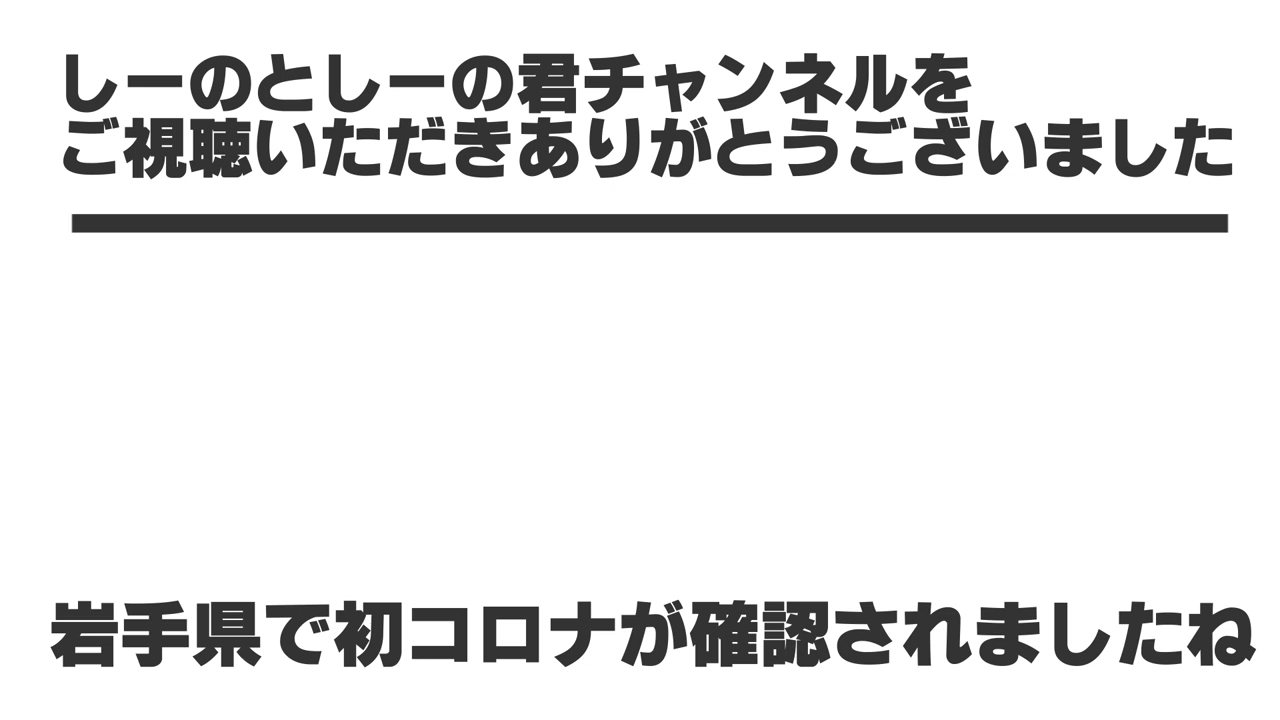 しーのとしーの君チャンネルを
ご視聴いただきありがとうございました
岩手県で初コロナが確認されましたね